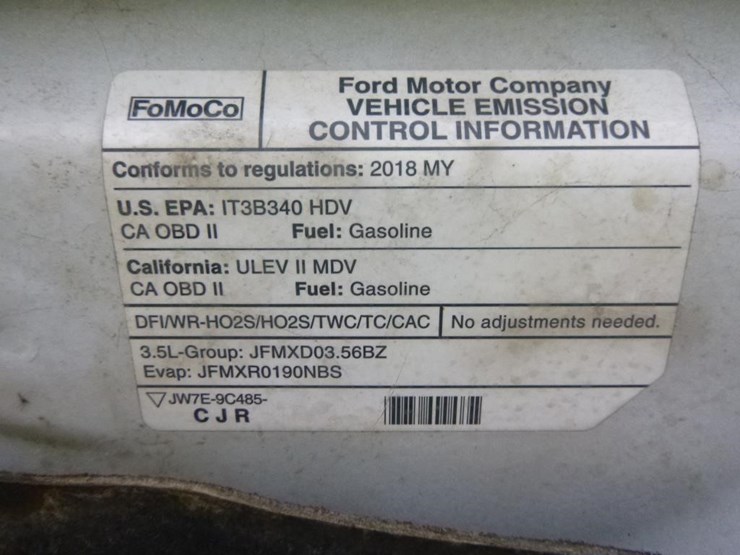 FoMoCo
Ford Motor Company
VEHICLE EMISSION
CONTROL INFORMATION
Conforms to regulations: 2018 MY
U.S. EPA: IT3B340 HDV
CA OBD II Fuel: Gasoline
California: ULEV II MDV
CA OBD II Fuel: Gasoline
DFI/WR-HO2S/HO2S/TWC/TC/CAC No adjustments needed.
3.5L-Group: JFMXD03.56BZ
Evap: JFMXR0190NBS
JW7E-9C485-
CJR